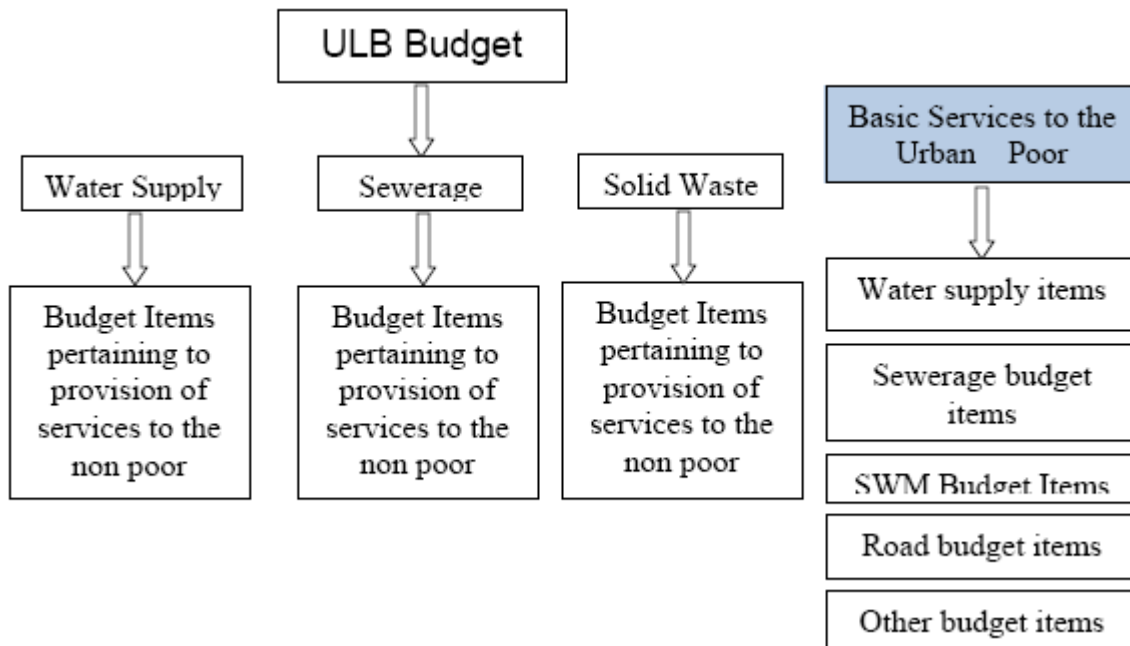 ULB Budget
Basic Services to the
Urban Poor
Water Supply
Sewerage
Solid Waste
Budget Items
pertaining to
provision of
services to the
non poor
Budget Items
pertaining to
provision of
services to the
non poor
Budget Items
pertaining to
provision of
services to the
non poor
Water supply items
Sewerage budget
items
SWM Budget Items
Road budget items
Other budget items